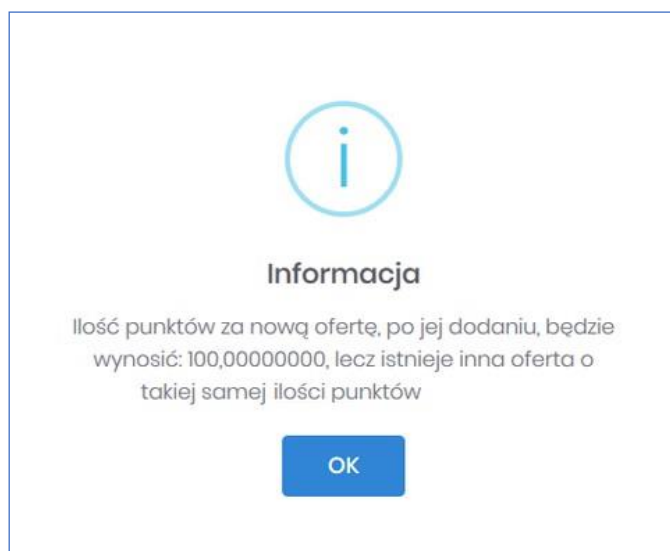 Informacja
Ilość punktów za nową ofertę, po jej dodaniu, będzie
wynosić: 100,00000000, lecz istnieje inna oferta o
takiej samej ilości punktów
OK